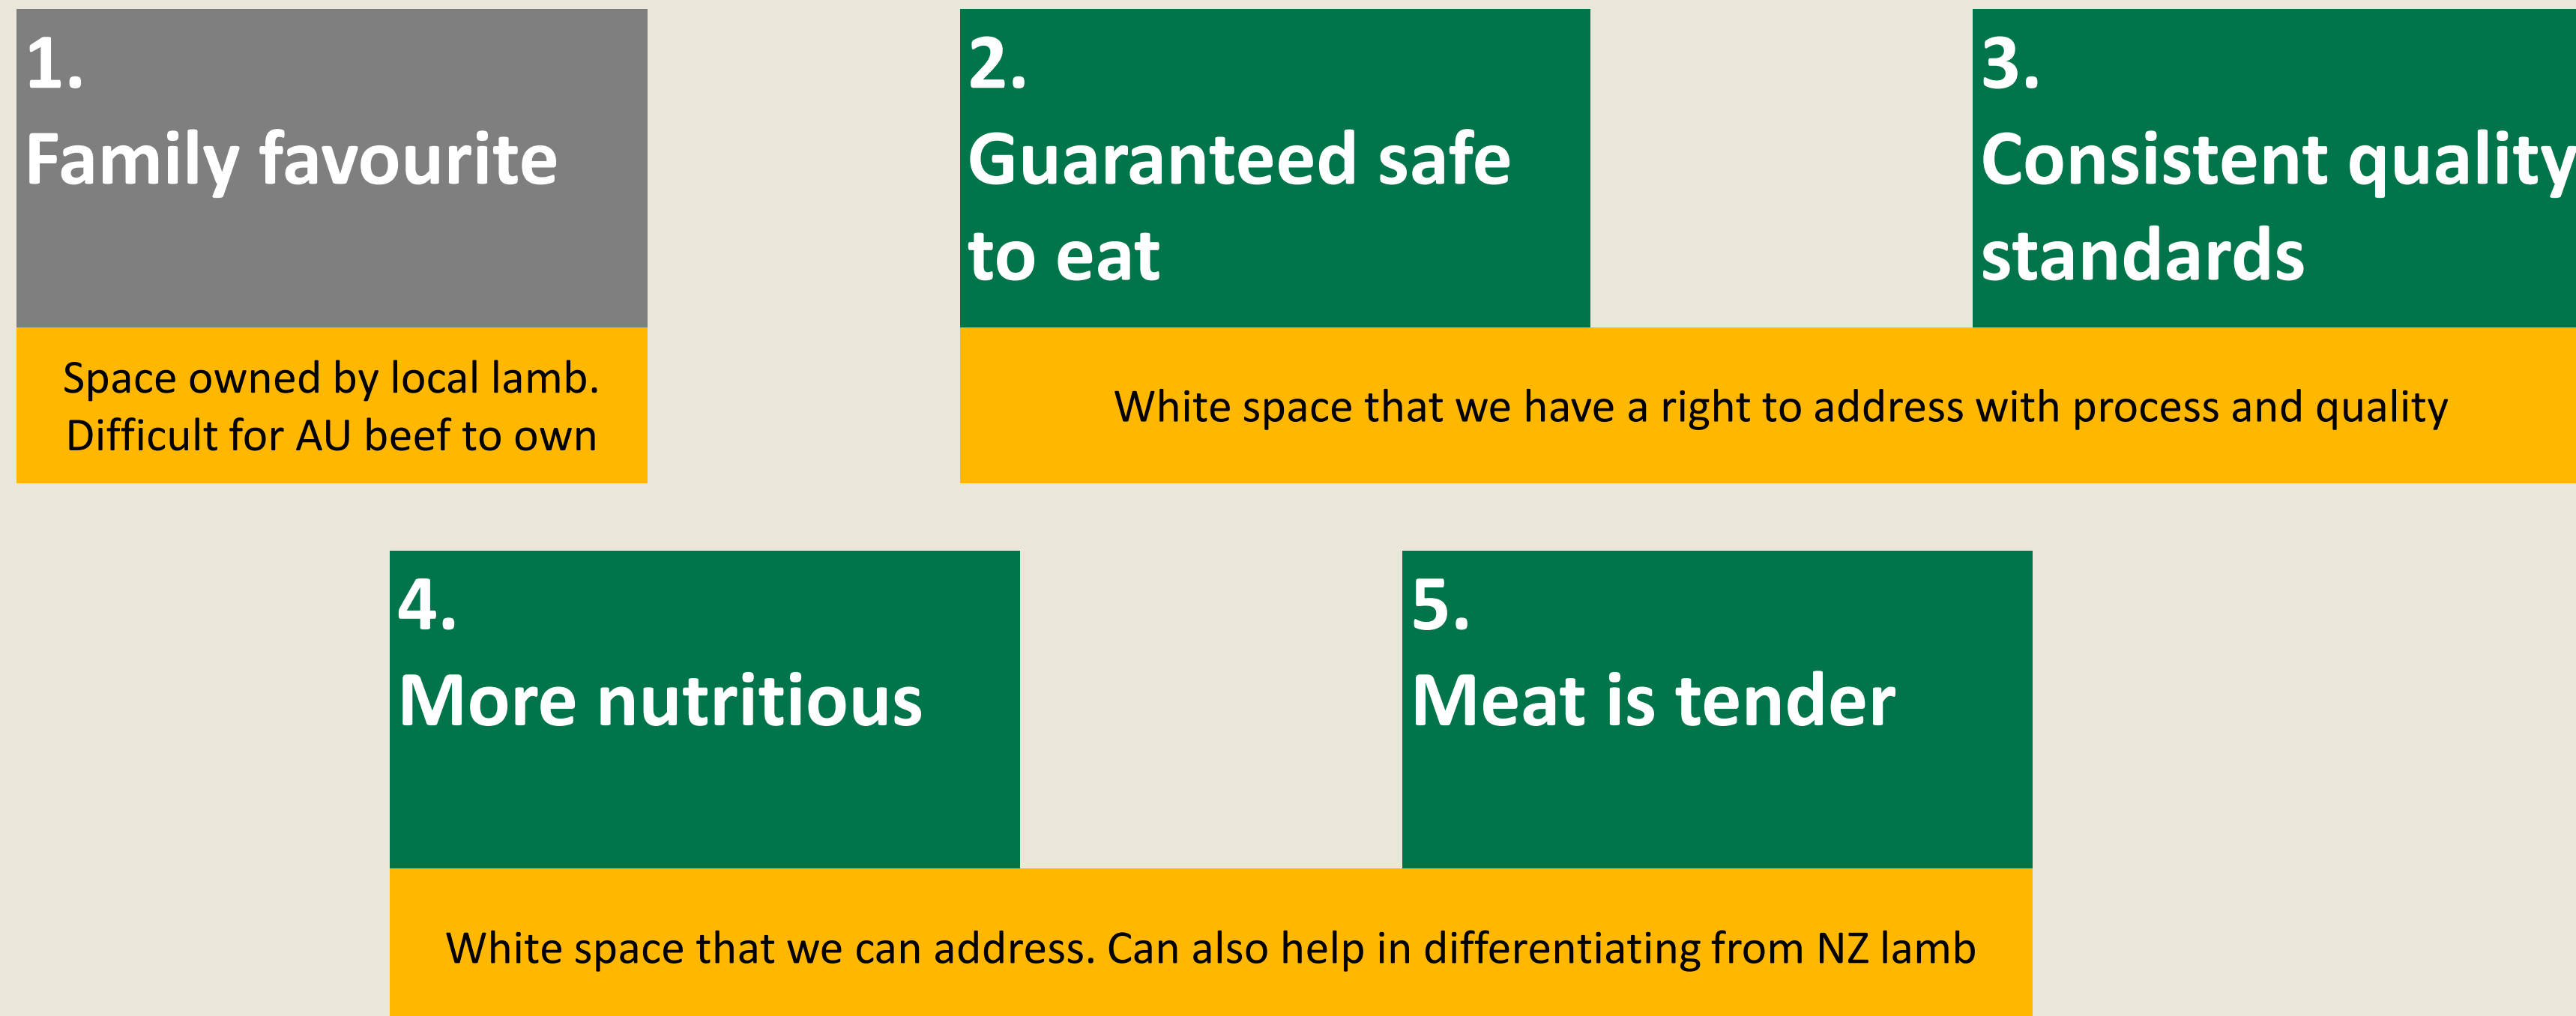 1.
Family favourite
Space owned by local lamb.
Difficult for AU beef to own
2.
Guaranteed safe
to eat
3.
Consistent quality
standards
White space that we have a right to address with process and quality
4.
More nutritious
5.
Meat is tender
White space that we can address. Can also help in differentiating from NZ lamb